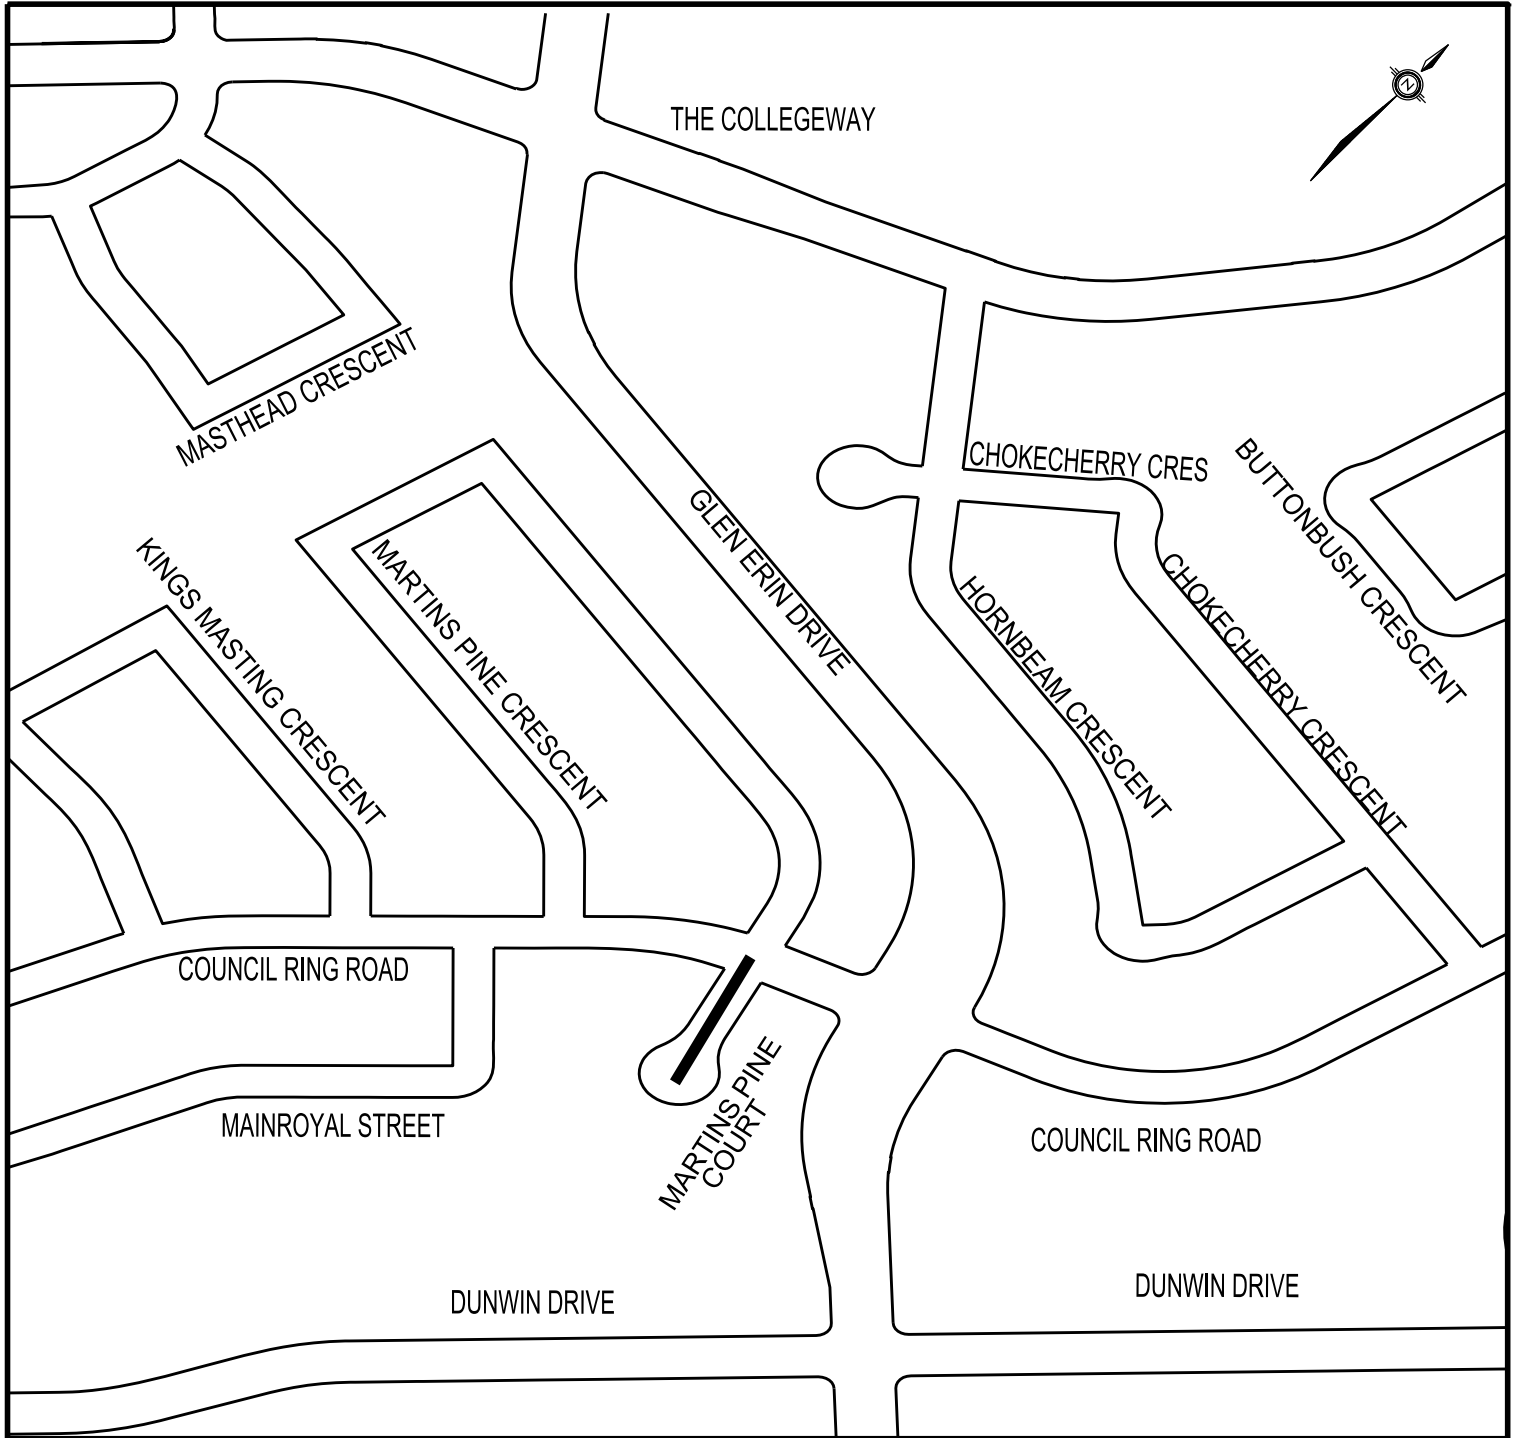 THE COLLEGEWAY
N
MASTHEAD CRESCENT
CHOKECHERRY CRES
BUTTONBUSH CRESCENT
GLEN ERIN DRIVE
KINGS MASTING CRESCENT
MARTINS PINE CRESCENT
HORNBEAM CRESCENT
CHOKECHERRY CRESCENT
COUNCIL RING ROAD
MAINROYAL STREET
MARTINS PINE
COURT
COUNCIL RING ROAD
DUNWIN DRIVE
DUNWIN DRIVE